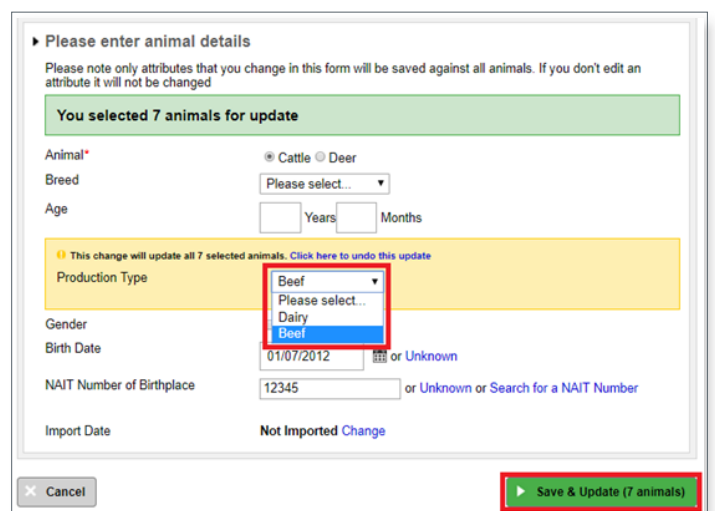 Please enter animal details
Please note only attributes that you change in this form will be saved against all animals. If you don't edit an
attribute it will not be changed
You selected 7 animals for update
Animal* Cattle Deer
Breed Please select...
Age Years Months
This change will update all 7 selected animals. Click here to undo this update
Production Type Beef
Please select...
Dairy
Gender Beef
Birth Date 01/07/2012 or Unknown
NAIT Number of Birthplace 12345 or Unknown or Search for a NAIT Number
Import Date Not Imported Change
Cancel Save & Update (7 animals)